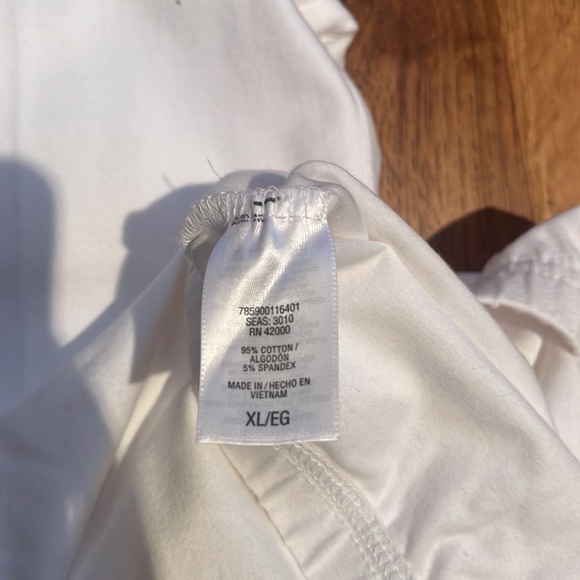 785900116401
SEAS: 3010
RN 42000
95% COTTON /
ALGODÓN
5% SPANDEX
MADE IN / HECHO EN
VIETNAM
XL/EG